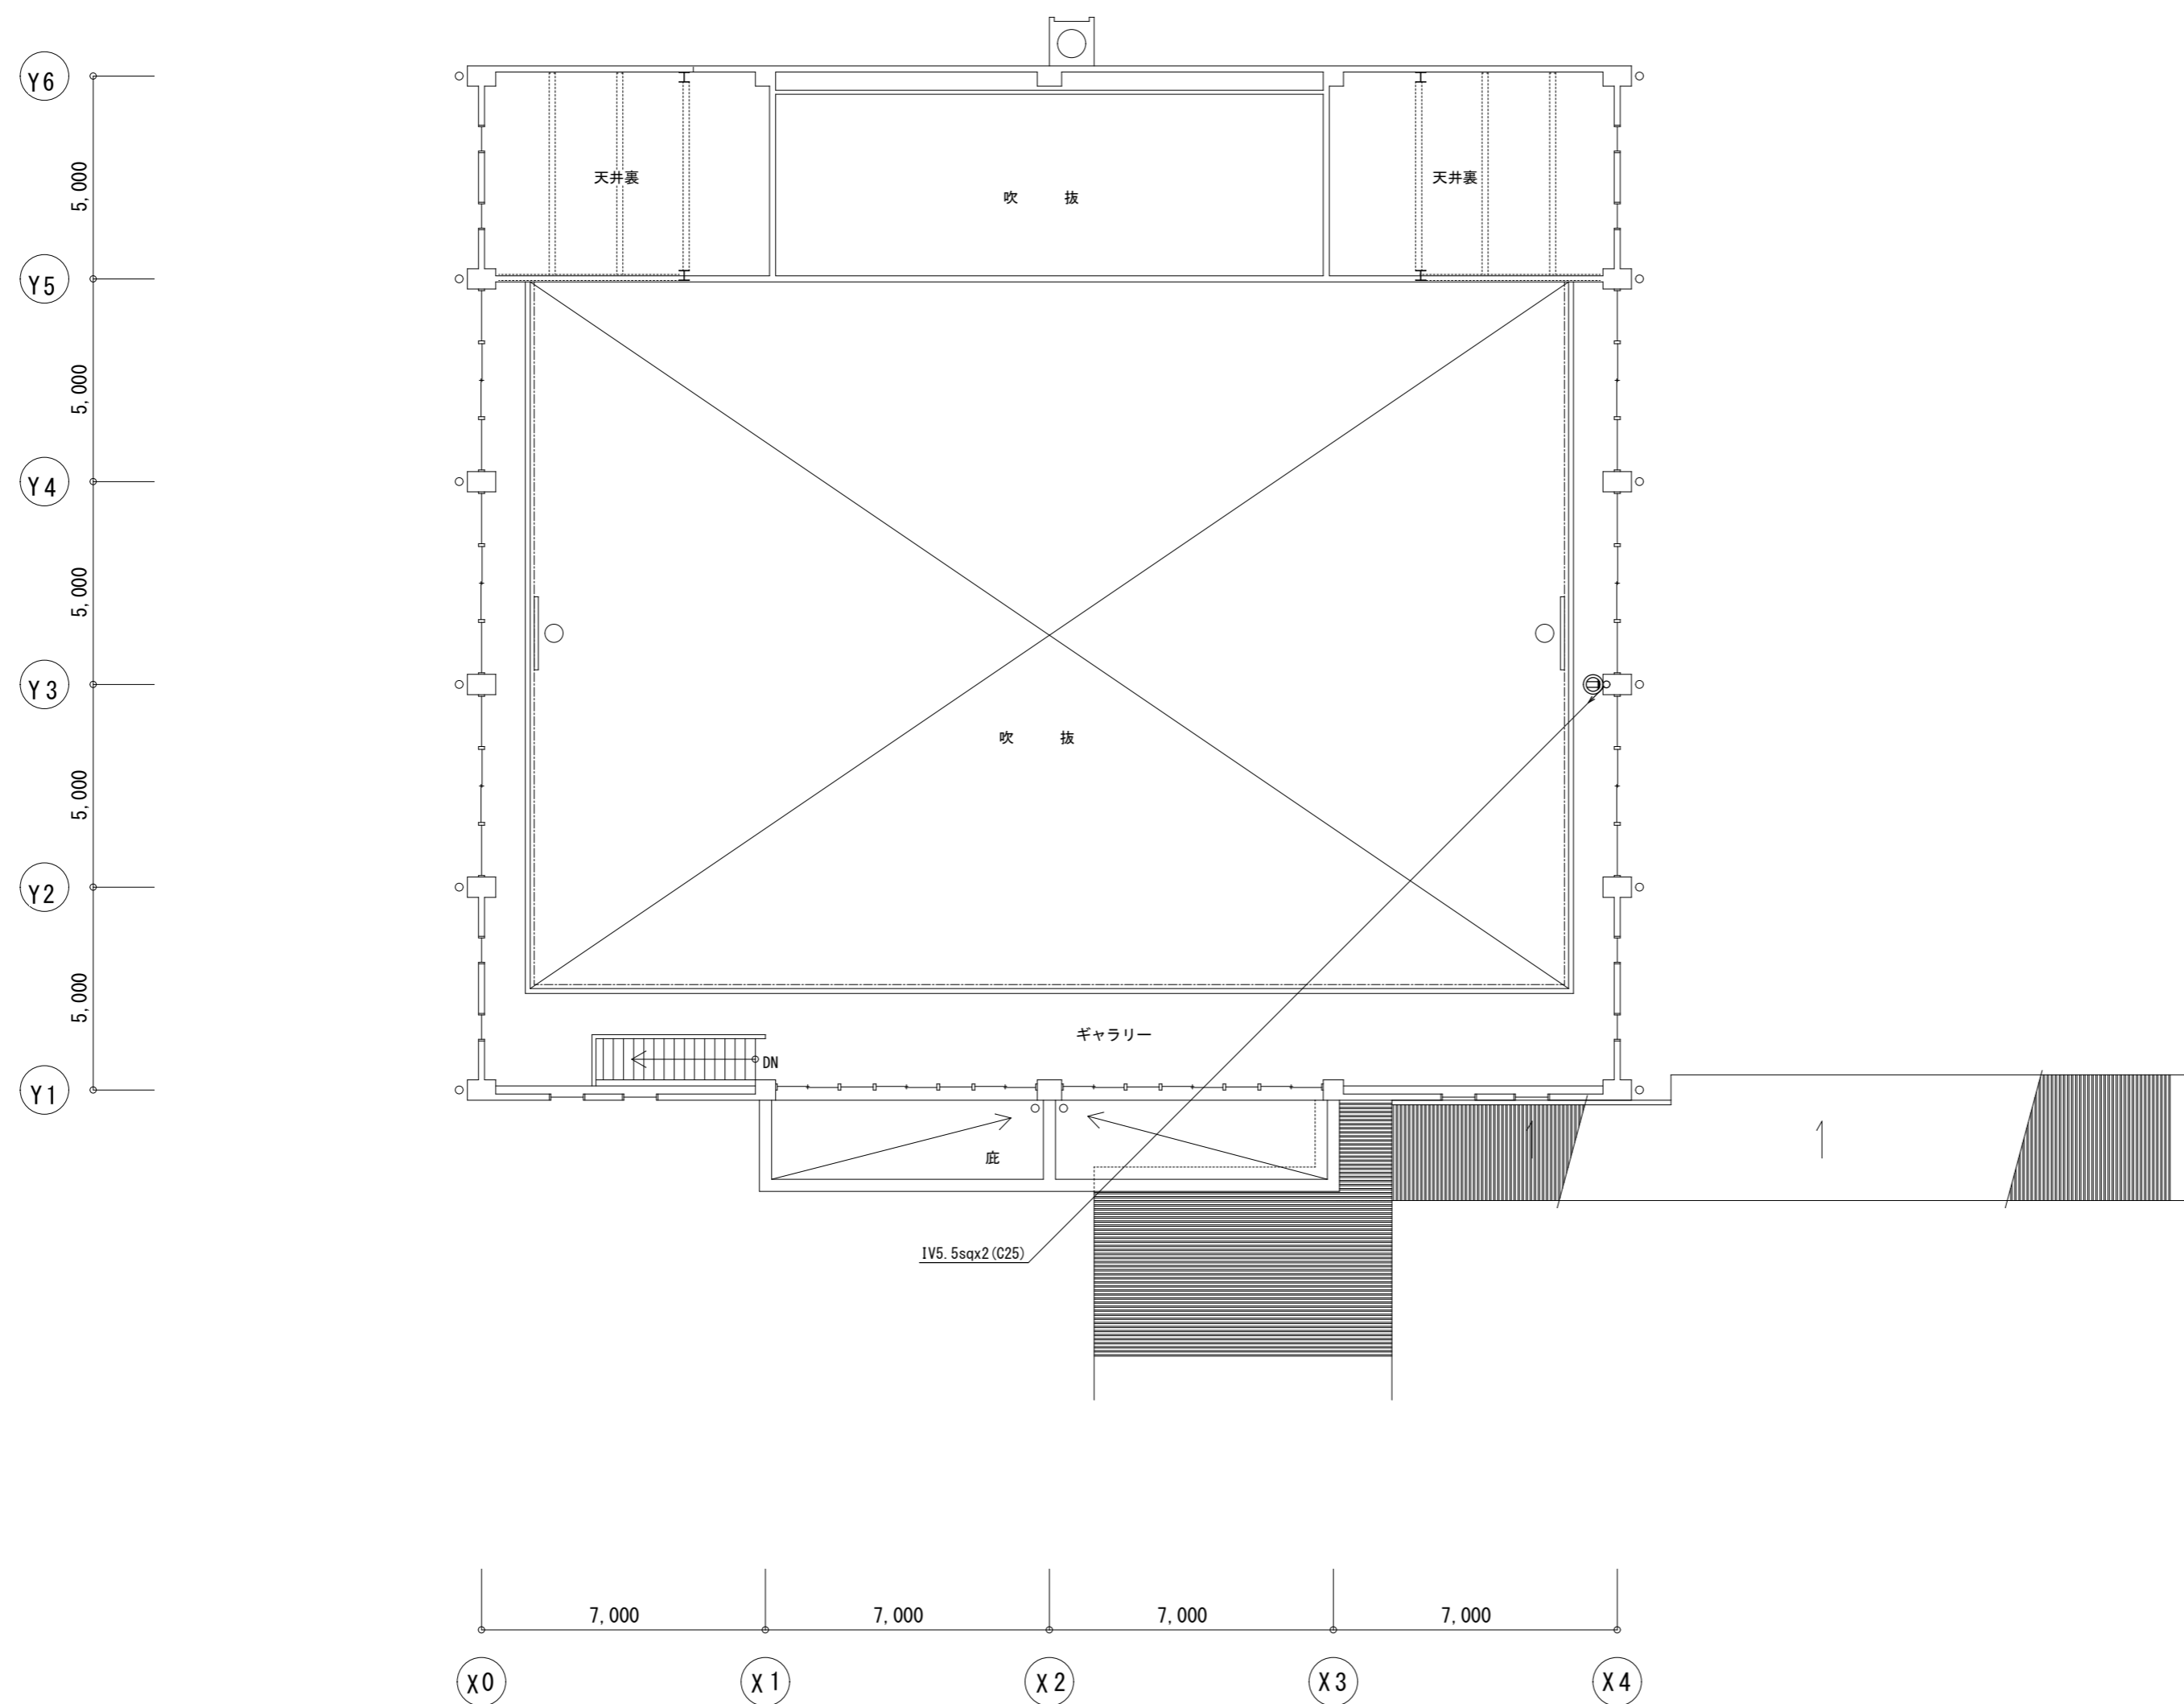 Y6
5,000
天井裏
吹 抜
天井裏
Y5
5,000
Y4
5,000
Y3
吹 抜
5,000
Y2
5,000
ギャラリー
DN
Y1
庇
IV5.5sqx2(C25)
7,000
7,000
7,000
7,000
X0
X1
X2
X3
X4